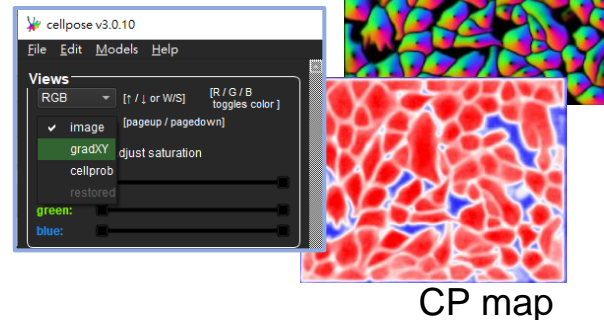 cellpose v3.0.10
File Edit Models Help
Views
RGB [↑ / ↓ or W/S] [R / G / B
toggles color ]
✓ image [pageup / pagedown]
gradXY djust saturation
cellprob
restored
green:
blue:
CP map